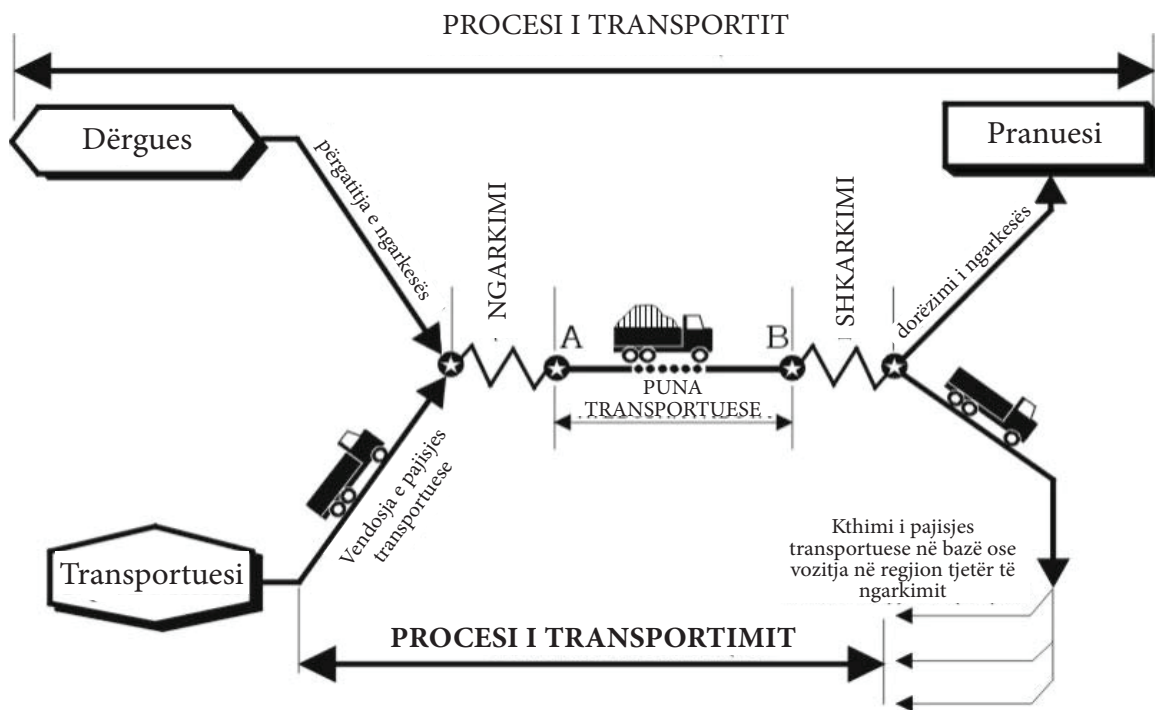 PROCESI I TRANSPORTIT
Dërgues
Pranuesi
përgatitja e ngarkesës
NGARKIMI
SHKARKIMI
dorëzimi i ngarkesës
A
B
PUNA
TRANSPORTUESE
Vendosja e pajisjes
transportuese
Transportuesi
Kthimi i pajisjes
transportuese në bazë ose
vozitja në regjion tjetër të
ngarkimit
PROCESI I TRANSPORTIMIT